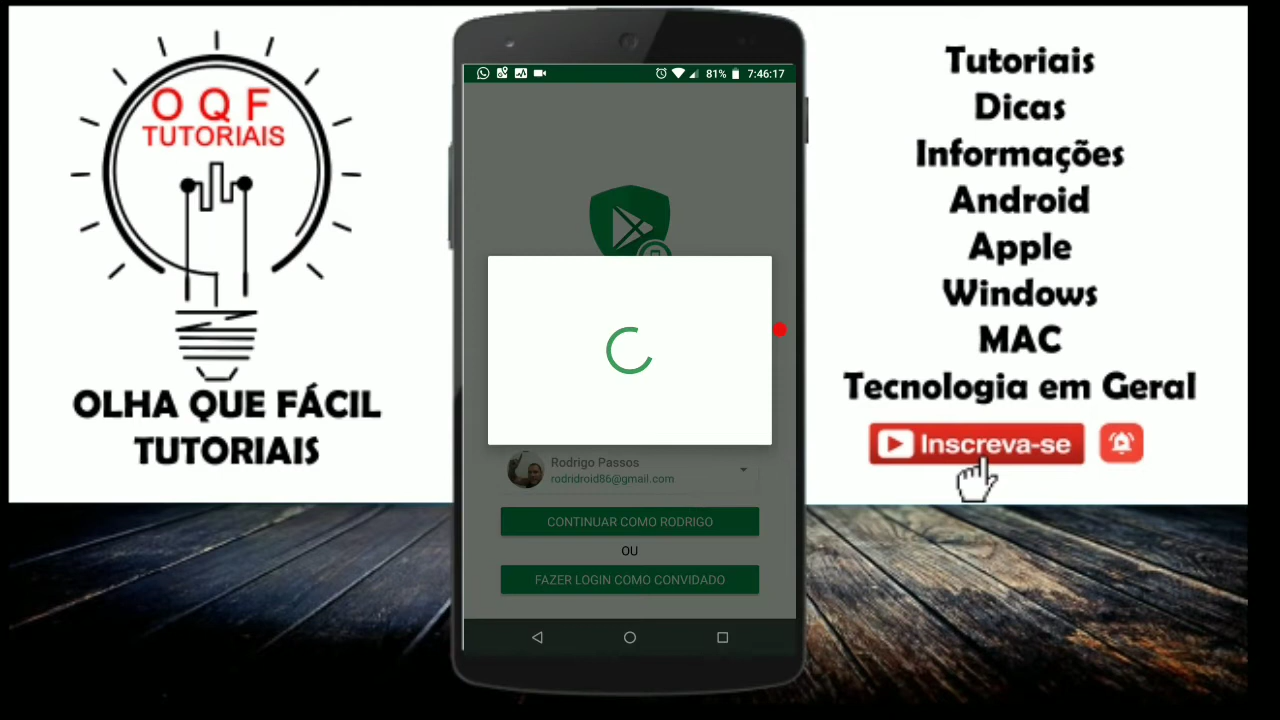 O Q F
TUTORIAIS
OLHA QUE FÁCIL
TUTORIAIS
81% 7:46:17
Rodrigo Passos
rodridroid86@gmail.com
CONTINUAR COMO RODRIGO
OU
FAZER LOGIN COMO CONVIDADO
Tutoriais
Dicas
Informações
Android
Apple
Windows
MAC
Tecnologia em Geral
Inscreva-se